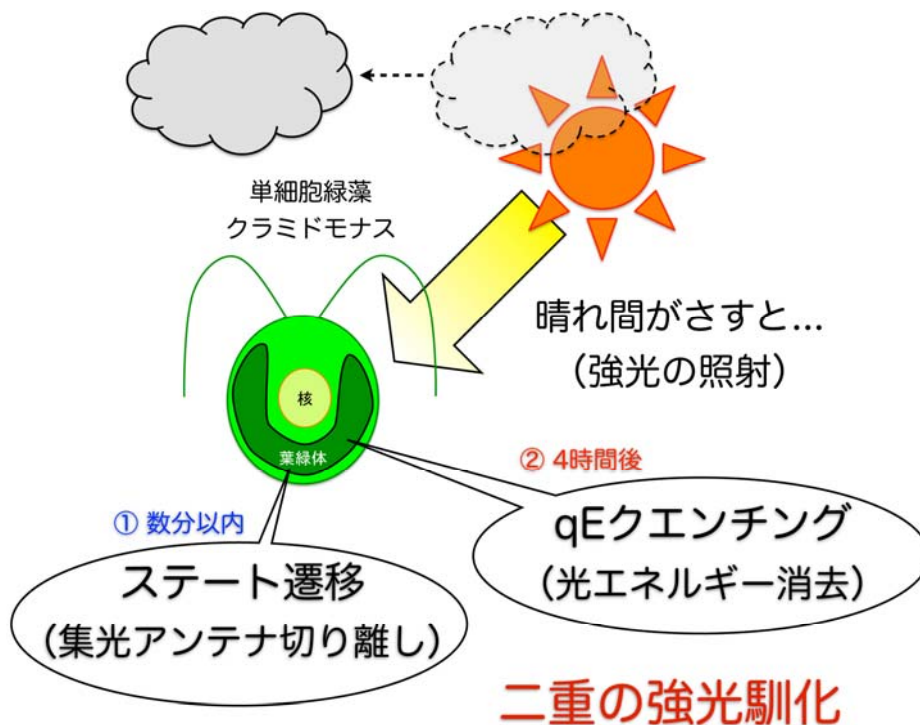 単細胞緑藻
クラミドモナス
晴れ間がさすと...
（強光の照射）
核
葉緑体
① 数分以内
ステート遷移
（集光アンテナ切り離し）
② 4時間後
qEクエンチング
（光エネルギー消去）
二重の強光馴化